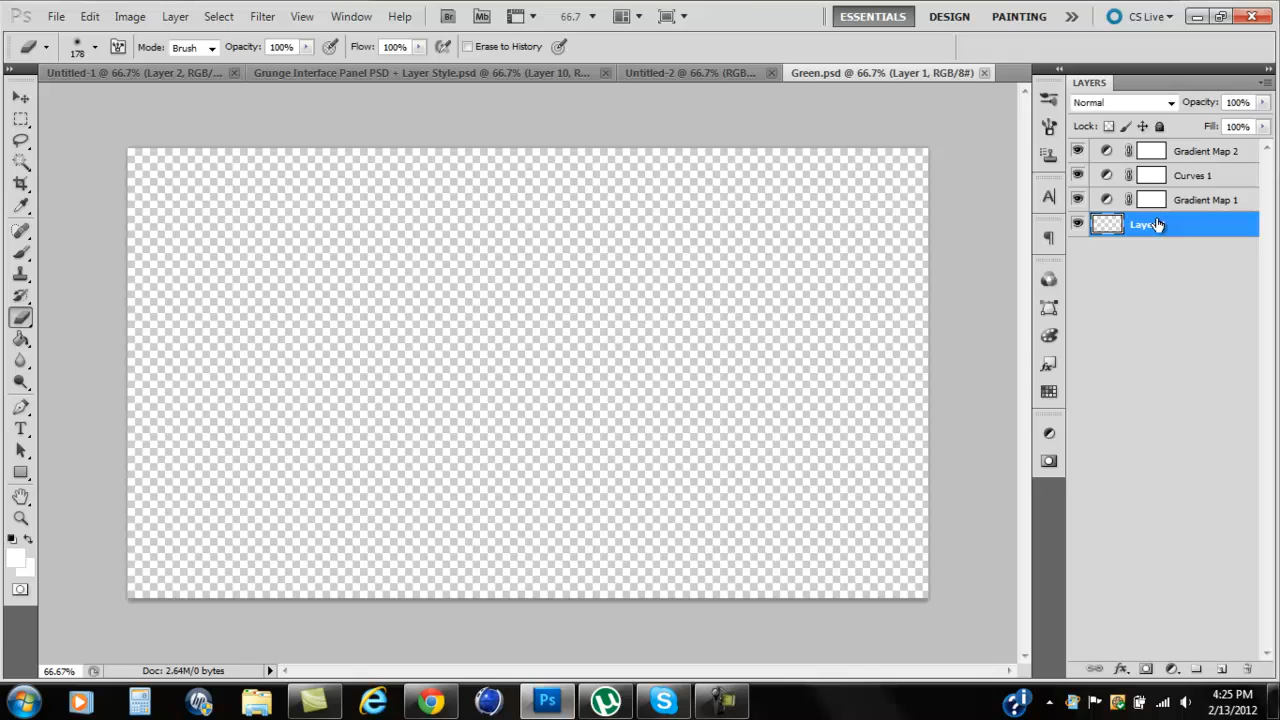 Ps File Edit Image Layer Select Filter View Window Help Br Mb 66.7 ESSENTIALS DESIGN PAINTING CS Live
178 Mode: Brush Opacity: 100% Flow: 100% Erase to History
Untitled-1 @ 66.7% (Layer 2, RGB/... Grunge Interface Panel PSD + Layer Style.psd @ 66.7% (Layer 10, R... Untitled-2 @ 66.7% (RGB... Green.psd @ 66.7% (Layer 1, RGB/8#)
LAYERS
Normal Opacity: 100%
Lock: Fill: 100%
Gradient Map 2
Curves 1
Gradient Map 1
66.67% Doc: 2.64M/0 bytes
Ps
4:25 PM
2/13/2012